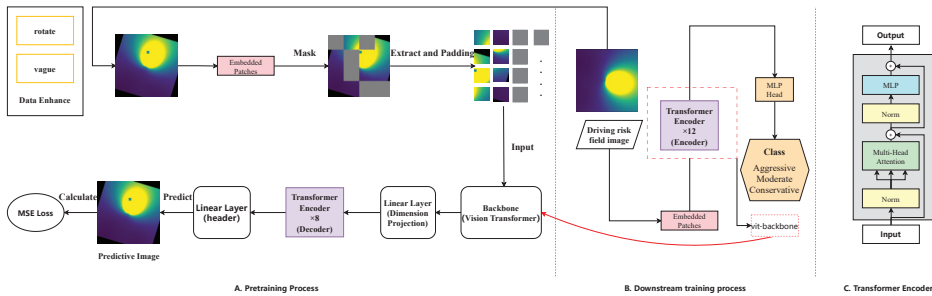 rotate
vague
Data Enhance
Embedded
Patches
Mask
Extract and Padding
Input
Calculate
MSE Loss
Predictive Image
Predict
Linear Layer
(header)
Transformer
Encoder
×8
(Decoder)
Linear Layer
(Dimension
Projection)
Backbone
(Vision Transformer)
A. Pretraining Process
Driving risk
field image
Transformer
Encoder
×12
(Encoder)
MLP
Head
Class
Aggressive
Moderate
Conservative
Embedded
Patches
vit-backbone
B. Downstream training process
Output
+
MLP
Norm
+
Multi-Head
Attention
Norm
Input
C. Transformer Encoder